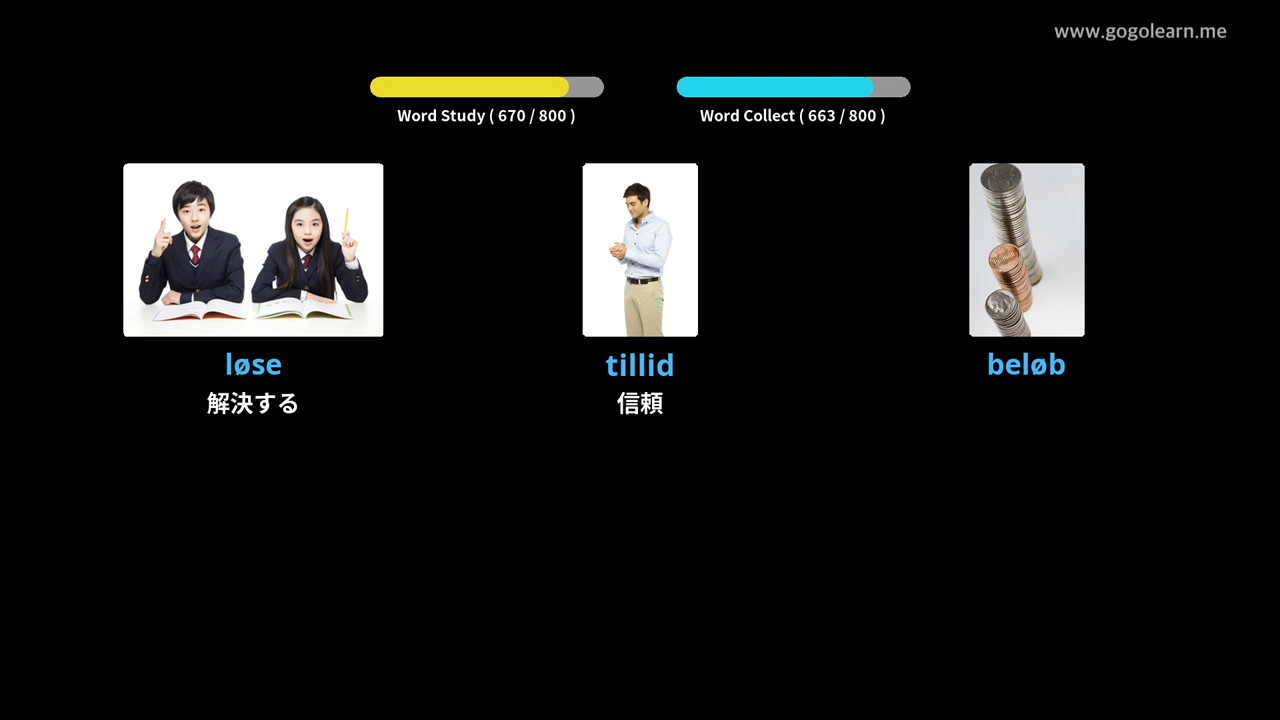 www.gogolearn.me
Word Study ( 670 / 800 )
Word Collect ( 663 / 800 )
løse
解決する
tillid
信頼
beløb